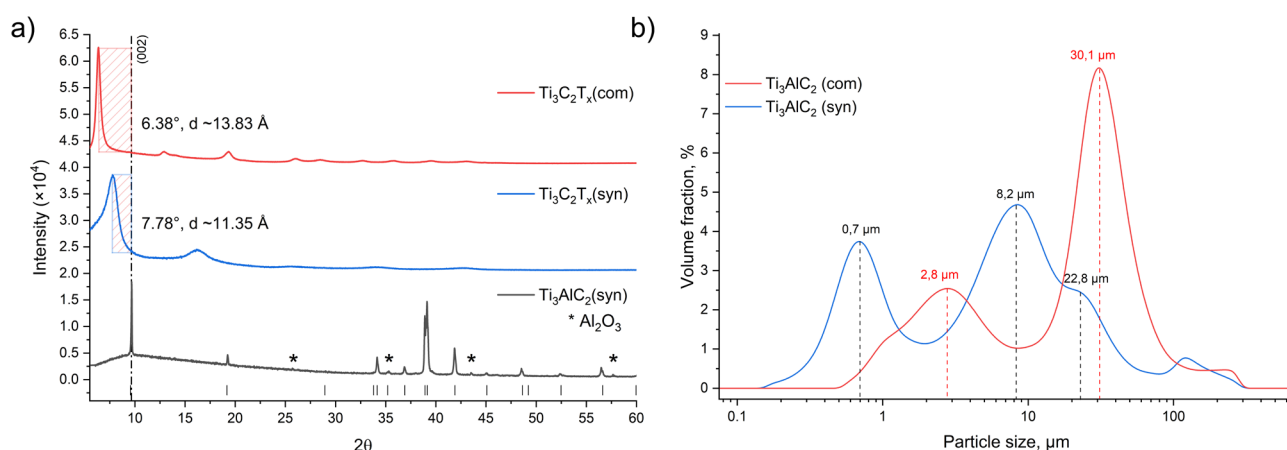 a)
Intensity (×10⁴)
6.5
6.0
5.5
5.0
4.5
4.0
3.5
3.0
2.5
2.0
1.5
1.0
0.5
0.0
(002)
6.38°, d ~13.83 Å
Ti₃C₂Tₓ(com)
7.78°, d ~11.35 Å
Ti₃C₂Tₓ(syn)
Ti₃AlC₂(syn)
* Al₂O₃
* * * *
10 15 20 25 30 35 40 45 50 55 60
2θ
b)
Volume fraction, %
9
8
7
6
5
4
3
2
1
0
Ti₃AlC₂ (com)
Ti₃AlC₂ (syn)
30,1 µm
8,2 µm
0,7 µm
2,8 µm
22,8 µm
0.1 1 10 100
Particle size, µm